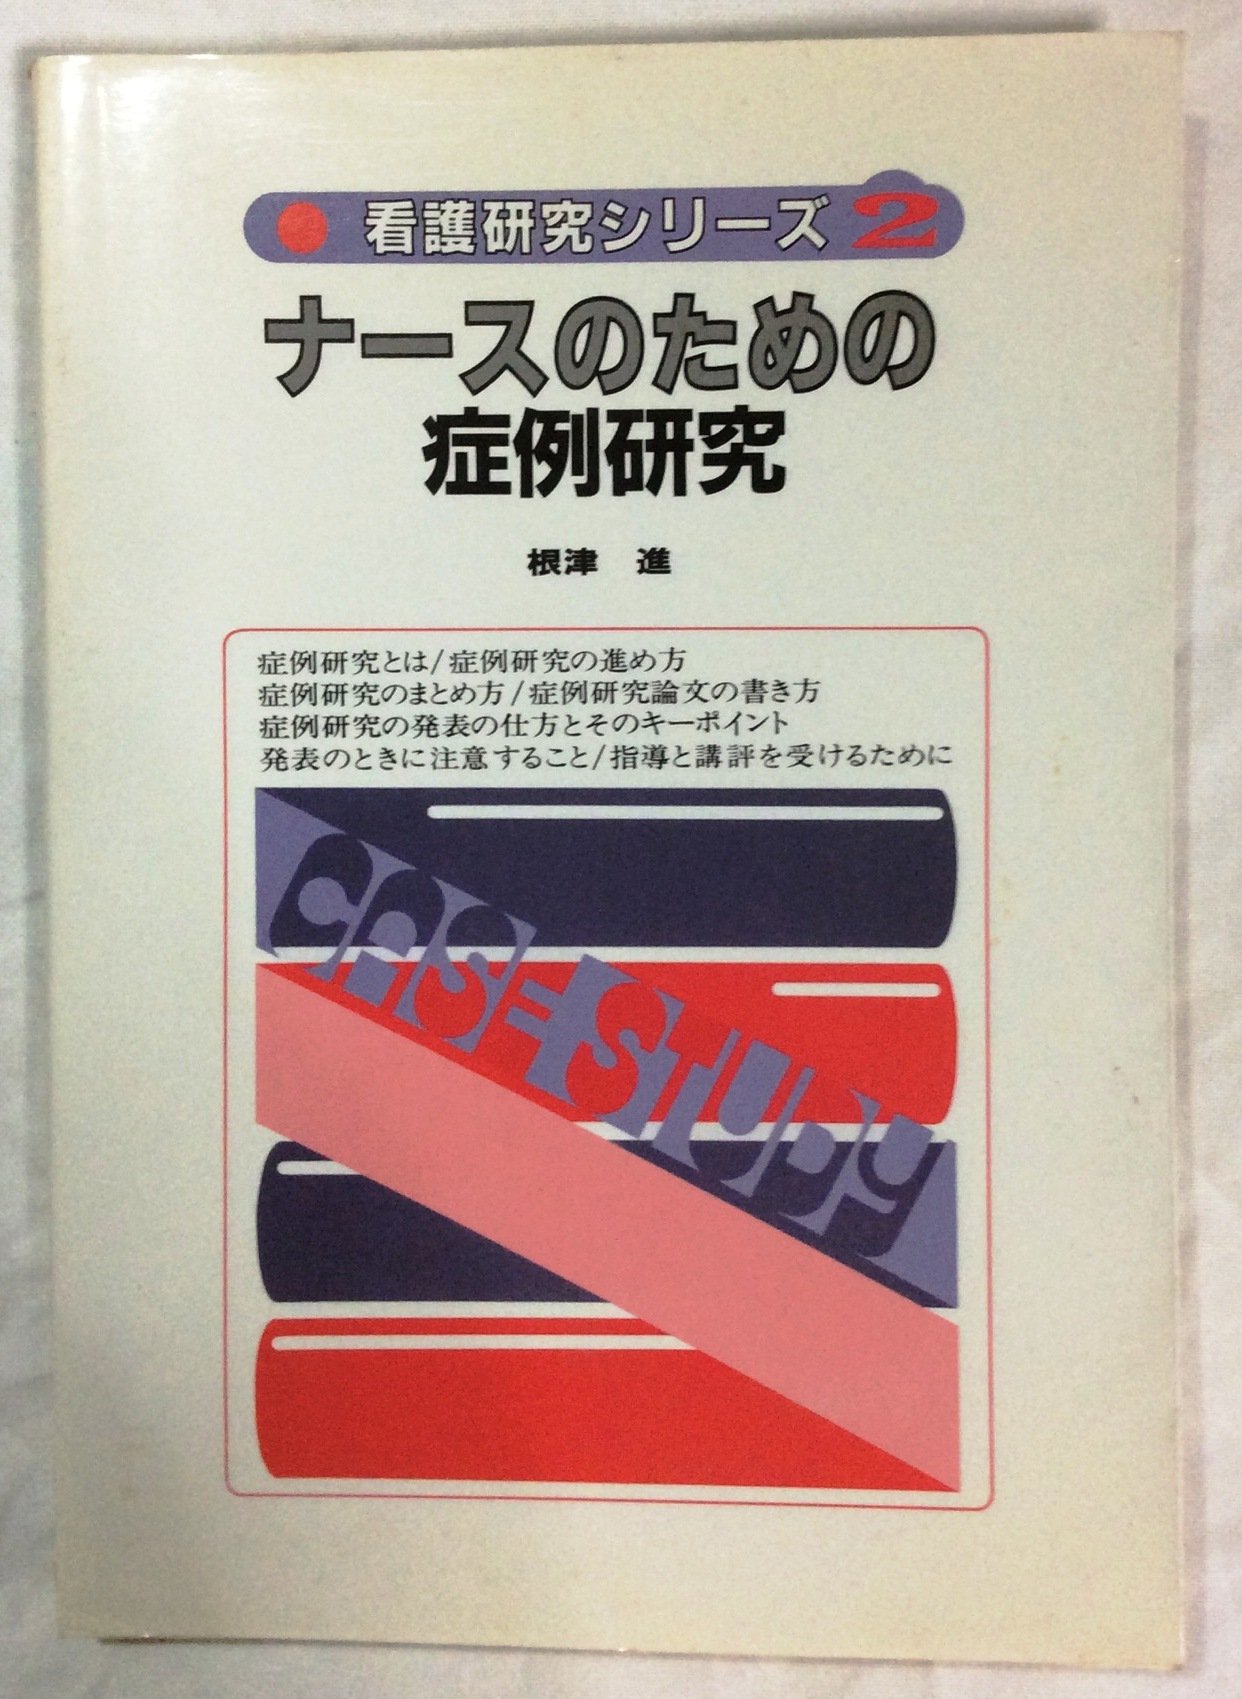 看護研究シリーズ2
ナースのための
症例研究
根津 進
症例研究とは/症例研究の進め方
症例研究のまとめ方/症例研究論文の書き方
症例研究の発表の仕方とそのキーポイント
発表のときに注意すること/指導と講評を受けるために
CASE STUDY